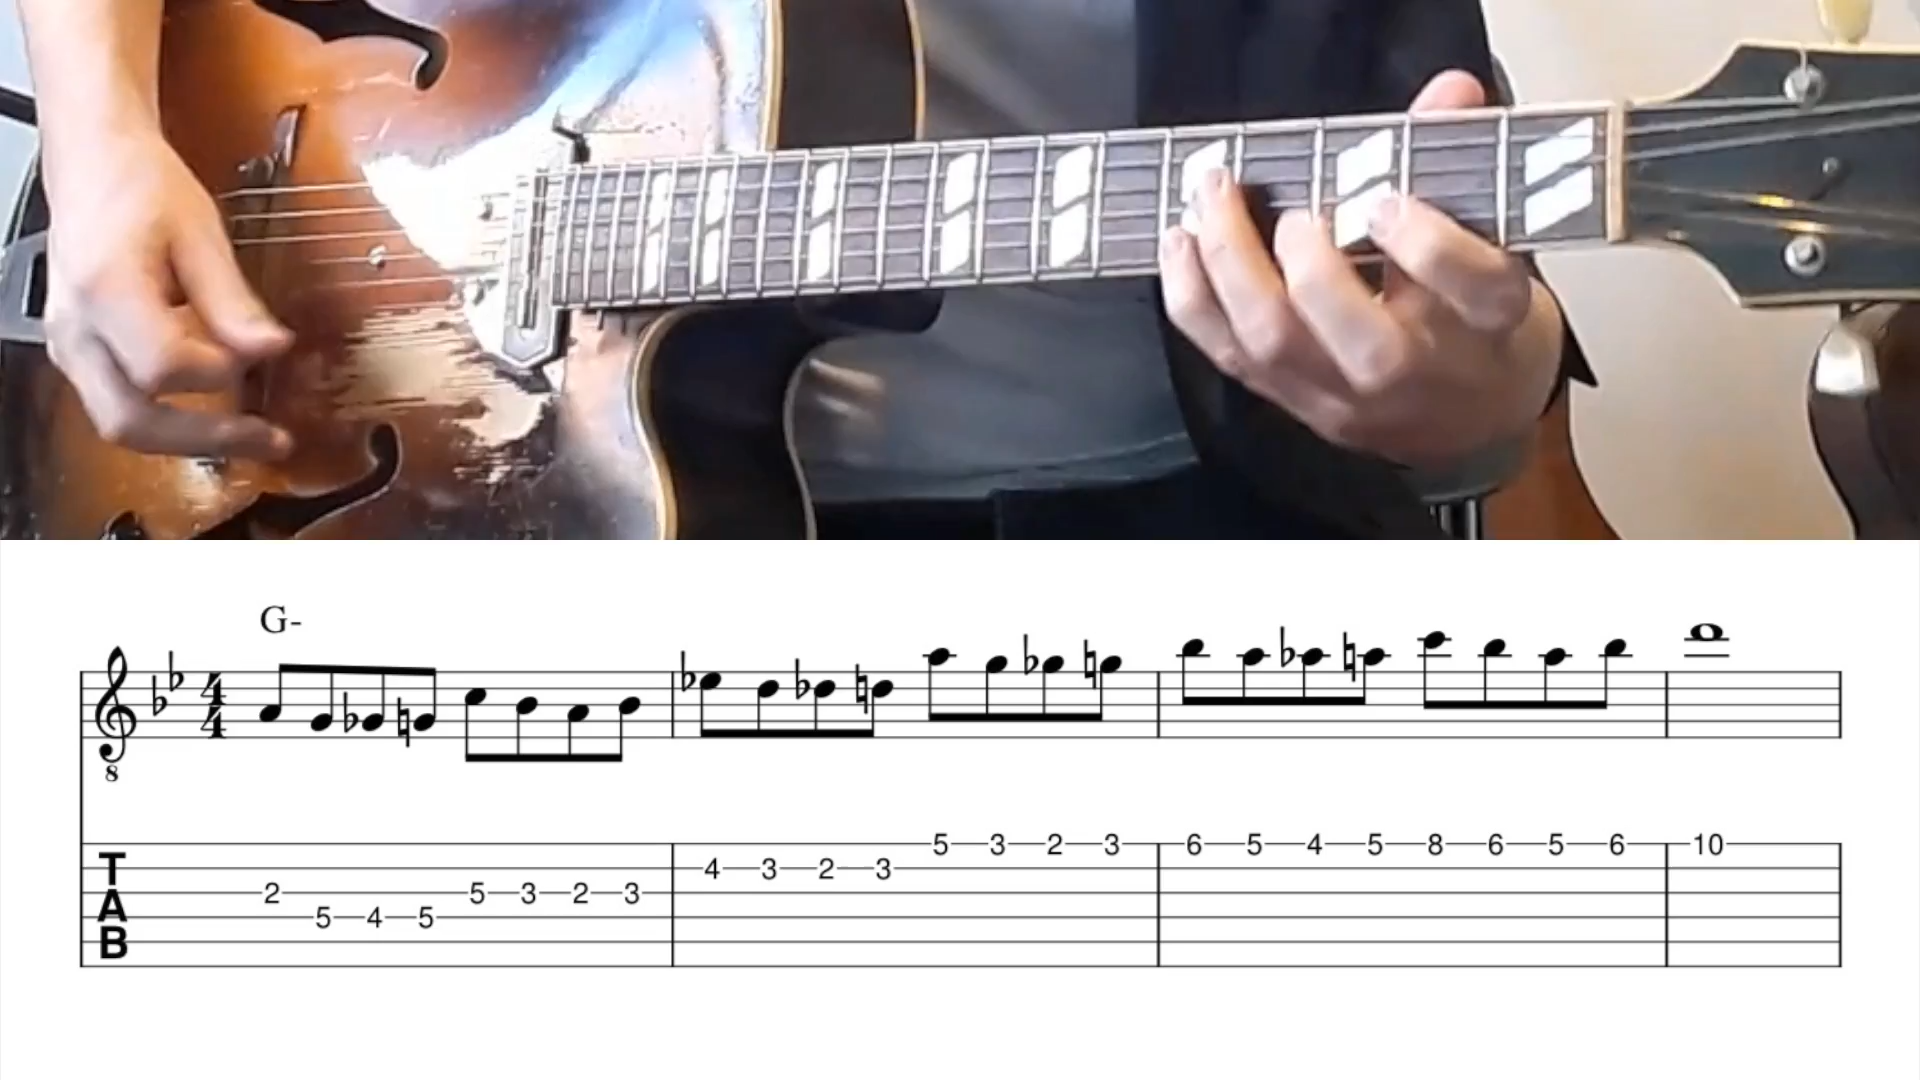 G-
♭♭ 4/4
8
5 3 2 3 6 5 4 5 8 6 5 6 10
T 4 3 2 3
A 2 5 3 2 3
5 4 5
B